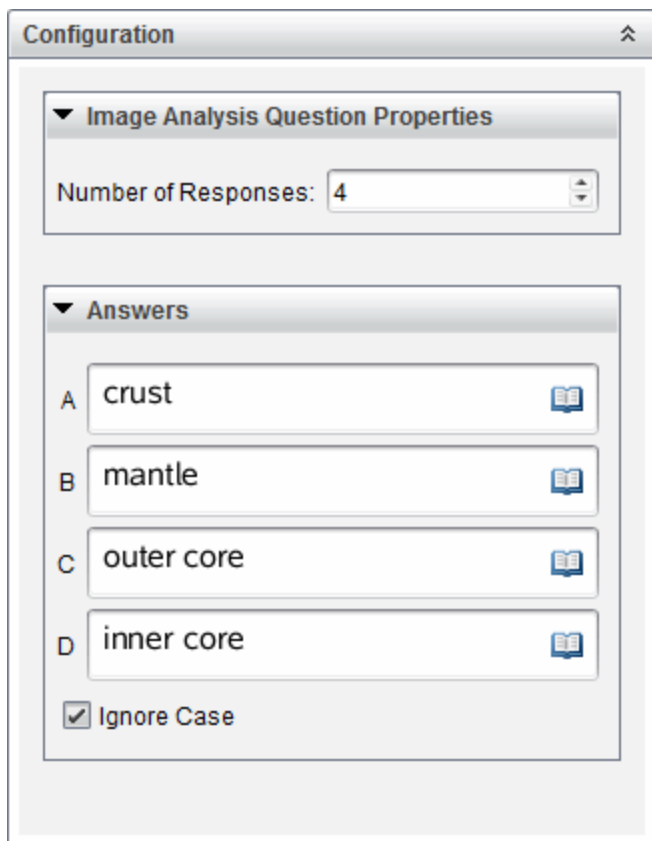 Configuration
Image Analysis Question Properties
Number of Responses: 4
Answers
A crust
B mantle
C outer core
D inner core
Ignore Case